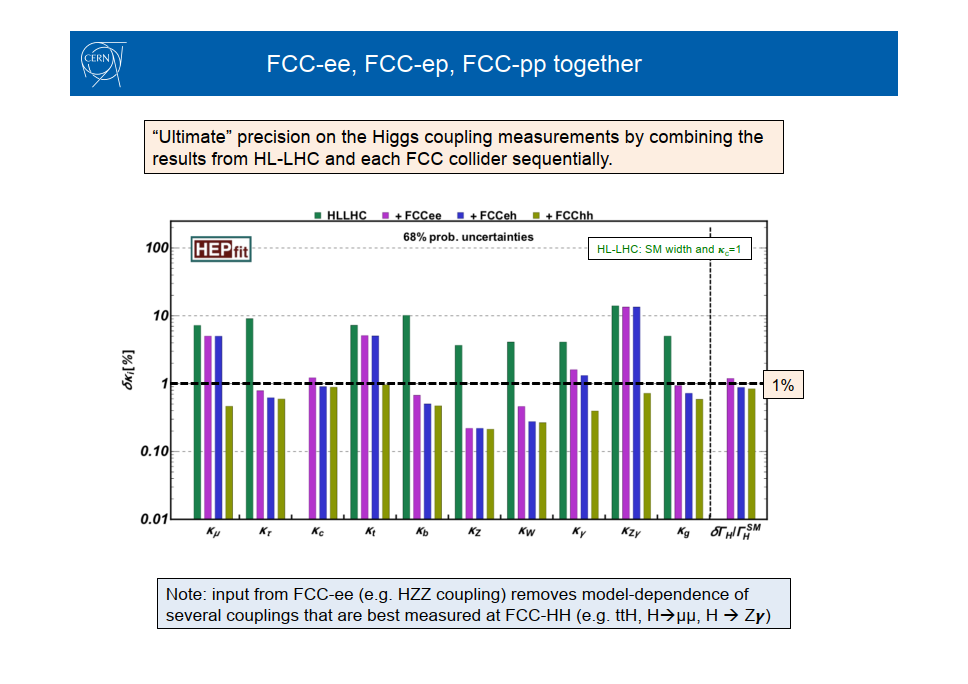 CERN
FCC-ee, FCC-ep, FCC-pp together
“Ultimate” precision on the Higgs coupling measurements by combining the
results from HL-LHC and each FCC collider sequentially.
HLLHC + FCCee + FCCeh + FCChh
68% prob. uncertainties
HEPfit
HL-LHC: SM width and κc=1
δκi[%]
100
10
1
0.10
0.01
1%
κμ κτ κc κt κb κZ κW κγ κZγ κg δΓH/ΓHSM
Note: input from FCC-ee (e.g. HZZ coupling) removes model-dependence of
several couplings that are best measured at FCC-HH (e.g. ttH, H→μμ, H → Zγ)